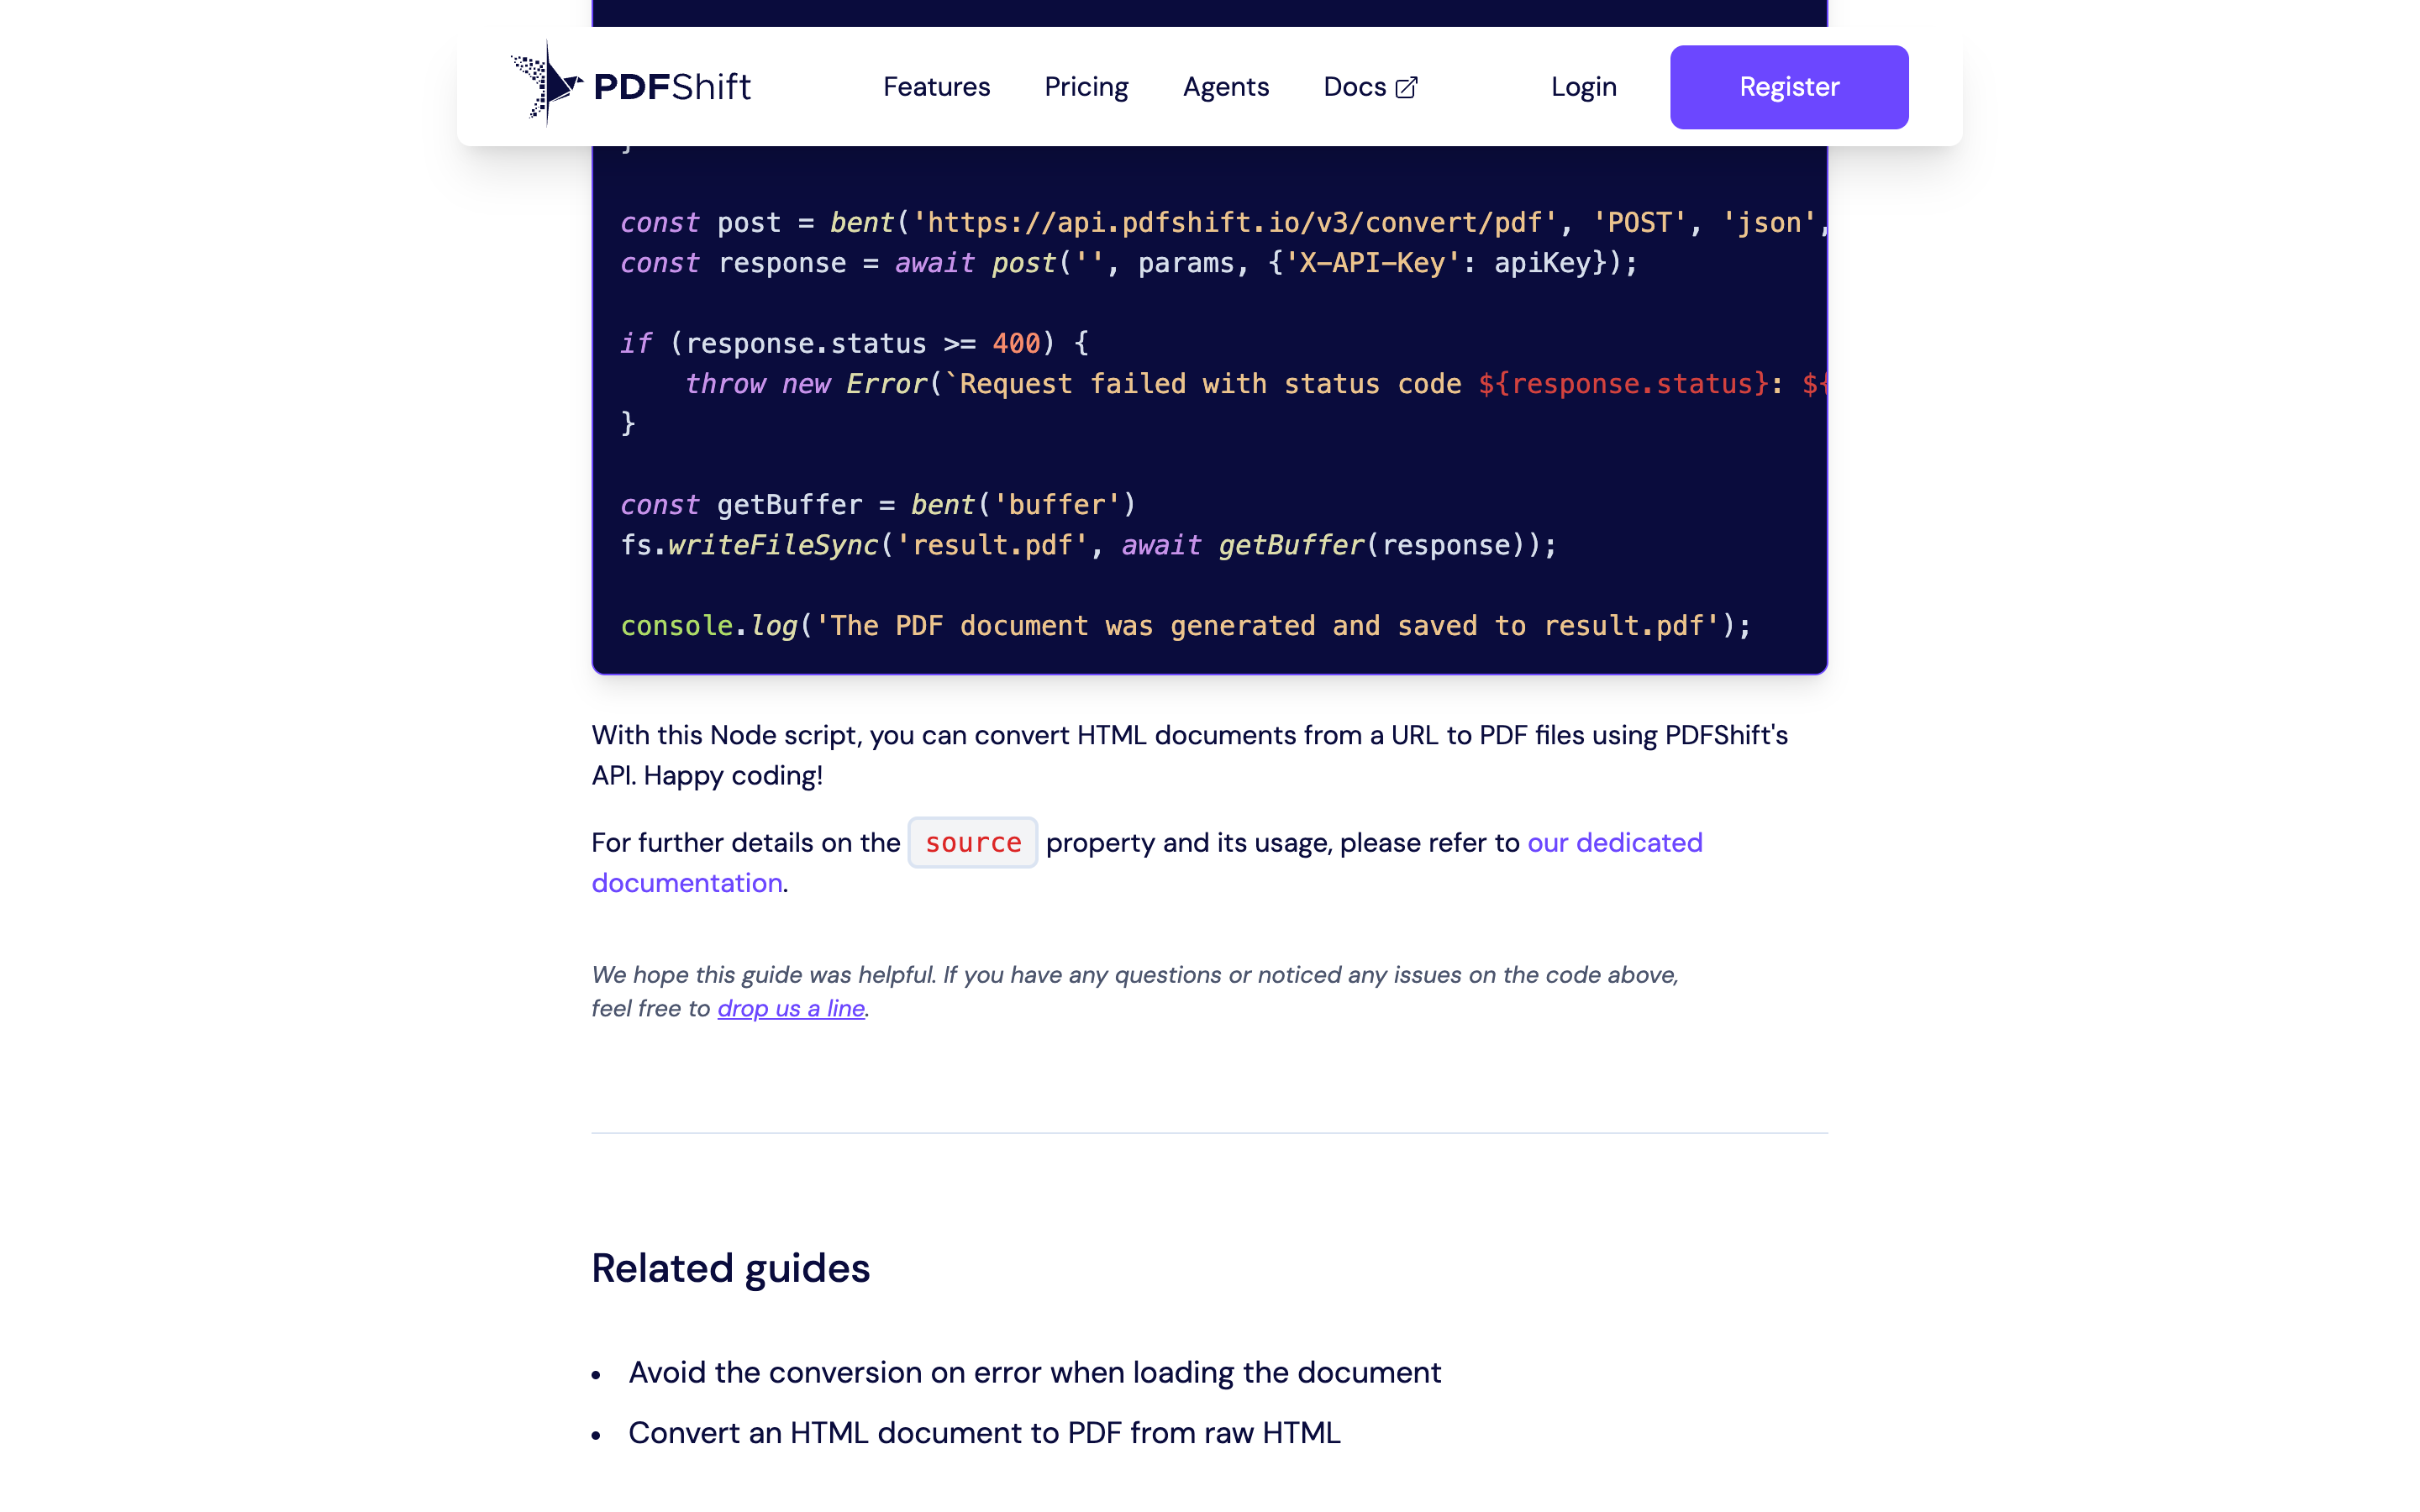 PDFShift
Features
Pricing
Agents
Docs
Login
Register
}
const post = bent('https://api.pdfshift.io/v3/convert/pdf', 'POST', 'json',
const response = await post('', params, {'X-API-Key': apiKey});
if (response.status >= 400) {
    throw new Error(`Request failed with status code ${response.status}: ${
}
const getBuffer = bent('buffer')
fs.writeFileSync('result.pdf', await getBuffer(response));
console.log('The PDF document was generated and saved to result.pdf');
With this Node script, you can convert HTML documents from a URL to PDF files using PDFShift's
API. Happy coding!
For further details on the source property and its usage, please refer to our dedicated
documentation.
We hope this guide was helpful. If you have any questions or noticed any issues on the code above,
feel free to drop us a line.
Related guides
• Avoid the conversion on error when loading the document
• Convert an HTML document to PDF from raw HTML